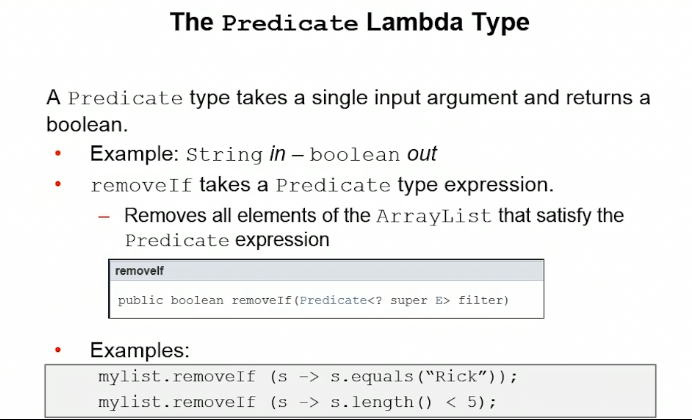 The Predicate Lambda Type
A Predicate type takes a single input argument and returns a
boolean.
• Example: String in – boolean out
• removeIf takes a Predicate type expression.
– Removes all elements of the ArrayList that satisfy the
Predicate expression
removeIf
public boolean removeIf(Predicate<? super E> filter)
• Examples:
mylist.removeIf (s -> s.equals(“Rick”));
mylist.removeIf (s -> s.length() < 5);